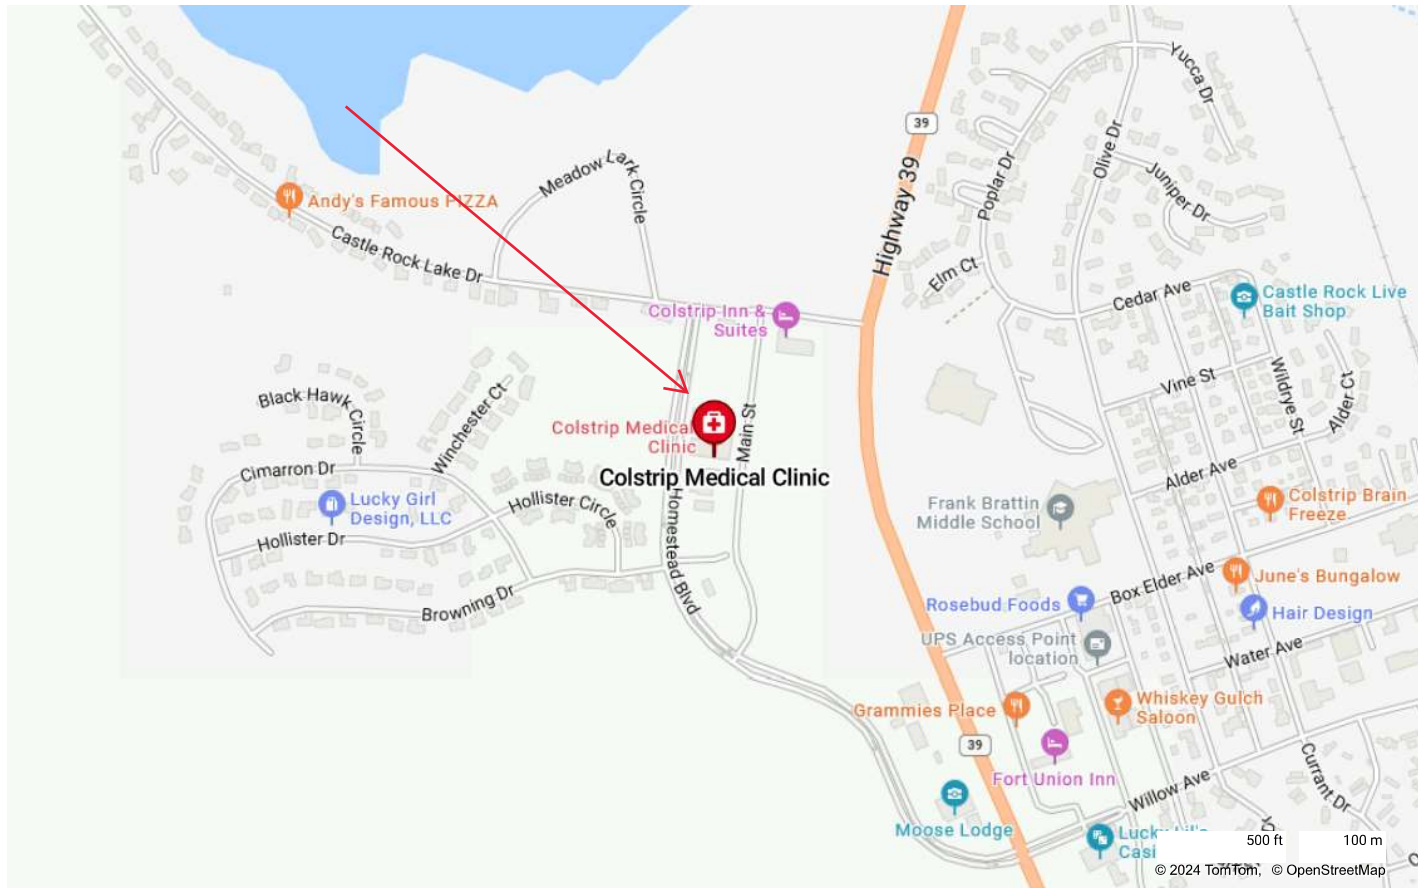 Yucca Dr
39
Olive Dr
Meadow Lark Circle
Highway 39
Poplar Dr
Juniper Dr
Andy's Famous PIZZA
Castle Rock Lake Dr
Elm Ct
Cedar Ave
Castle Rock Live
Bait Shop
Colstrip Inn &
Suites
Vine St
Wildrye St
Alder Ct
Black Hawk Circle
Winchester Ct
Colstrip Medical
Clinic
Main St
Colstrip Medical Clinic
Cimarron Dr
Alder Ave
Lucky Girl
Design, LLC
Hollister Circle
Hollister Dr
Homestead Blvd
Frank Brattin
Middle School
Colstrip Brain
Freeze
June's Bungalow
Box Elder Ave
Browning Dr
Rosebud Foods
Hair Design
UPS Access Point
location
Water Ave
Grammies Place
Whiskey Gulch
Saloon
39
Fort Union Inn
Currant Dr
Willow Ave
Moose Lodge
500 ft
100 m
© 2024 TomTom, © OpenStreetMap